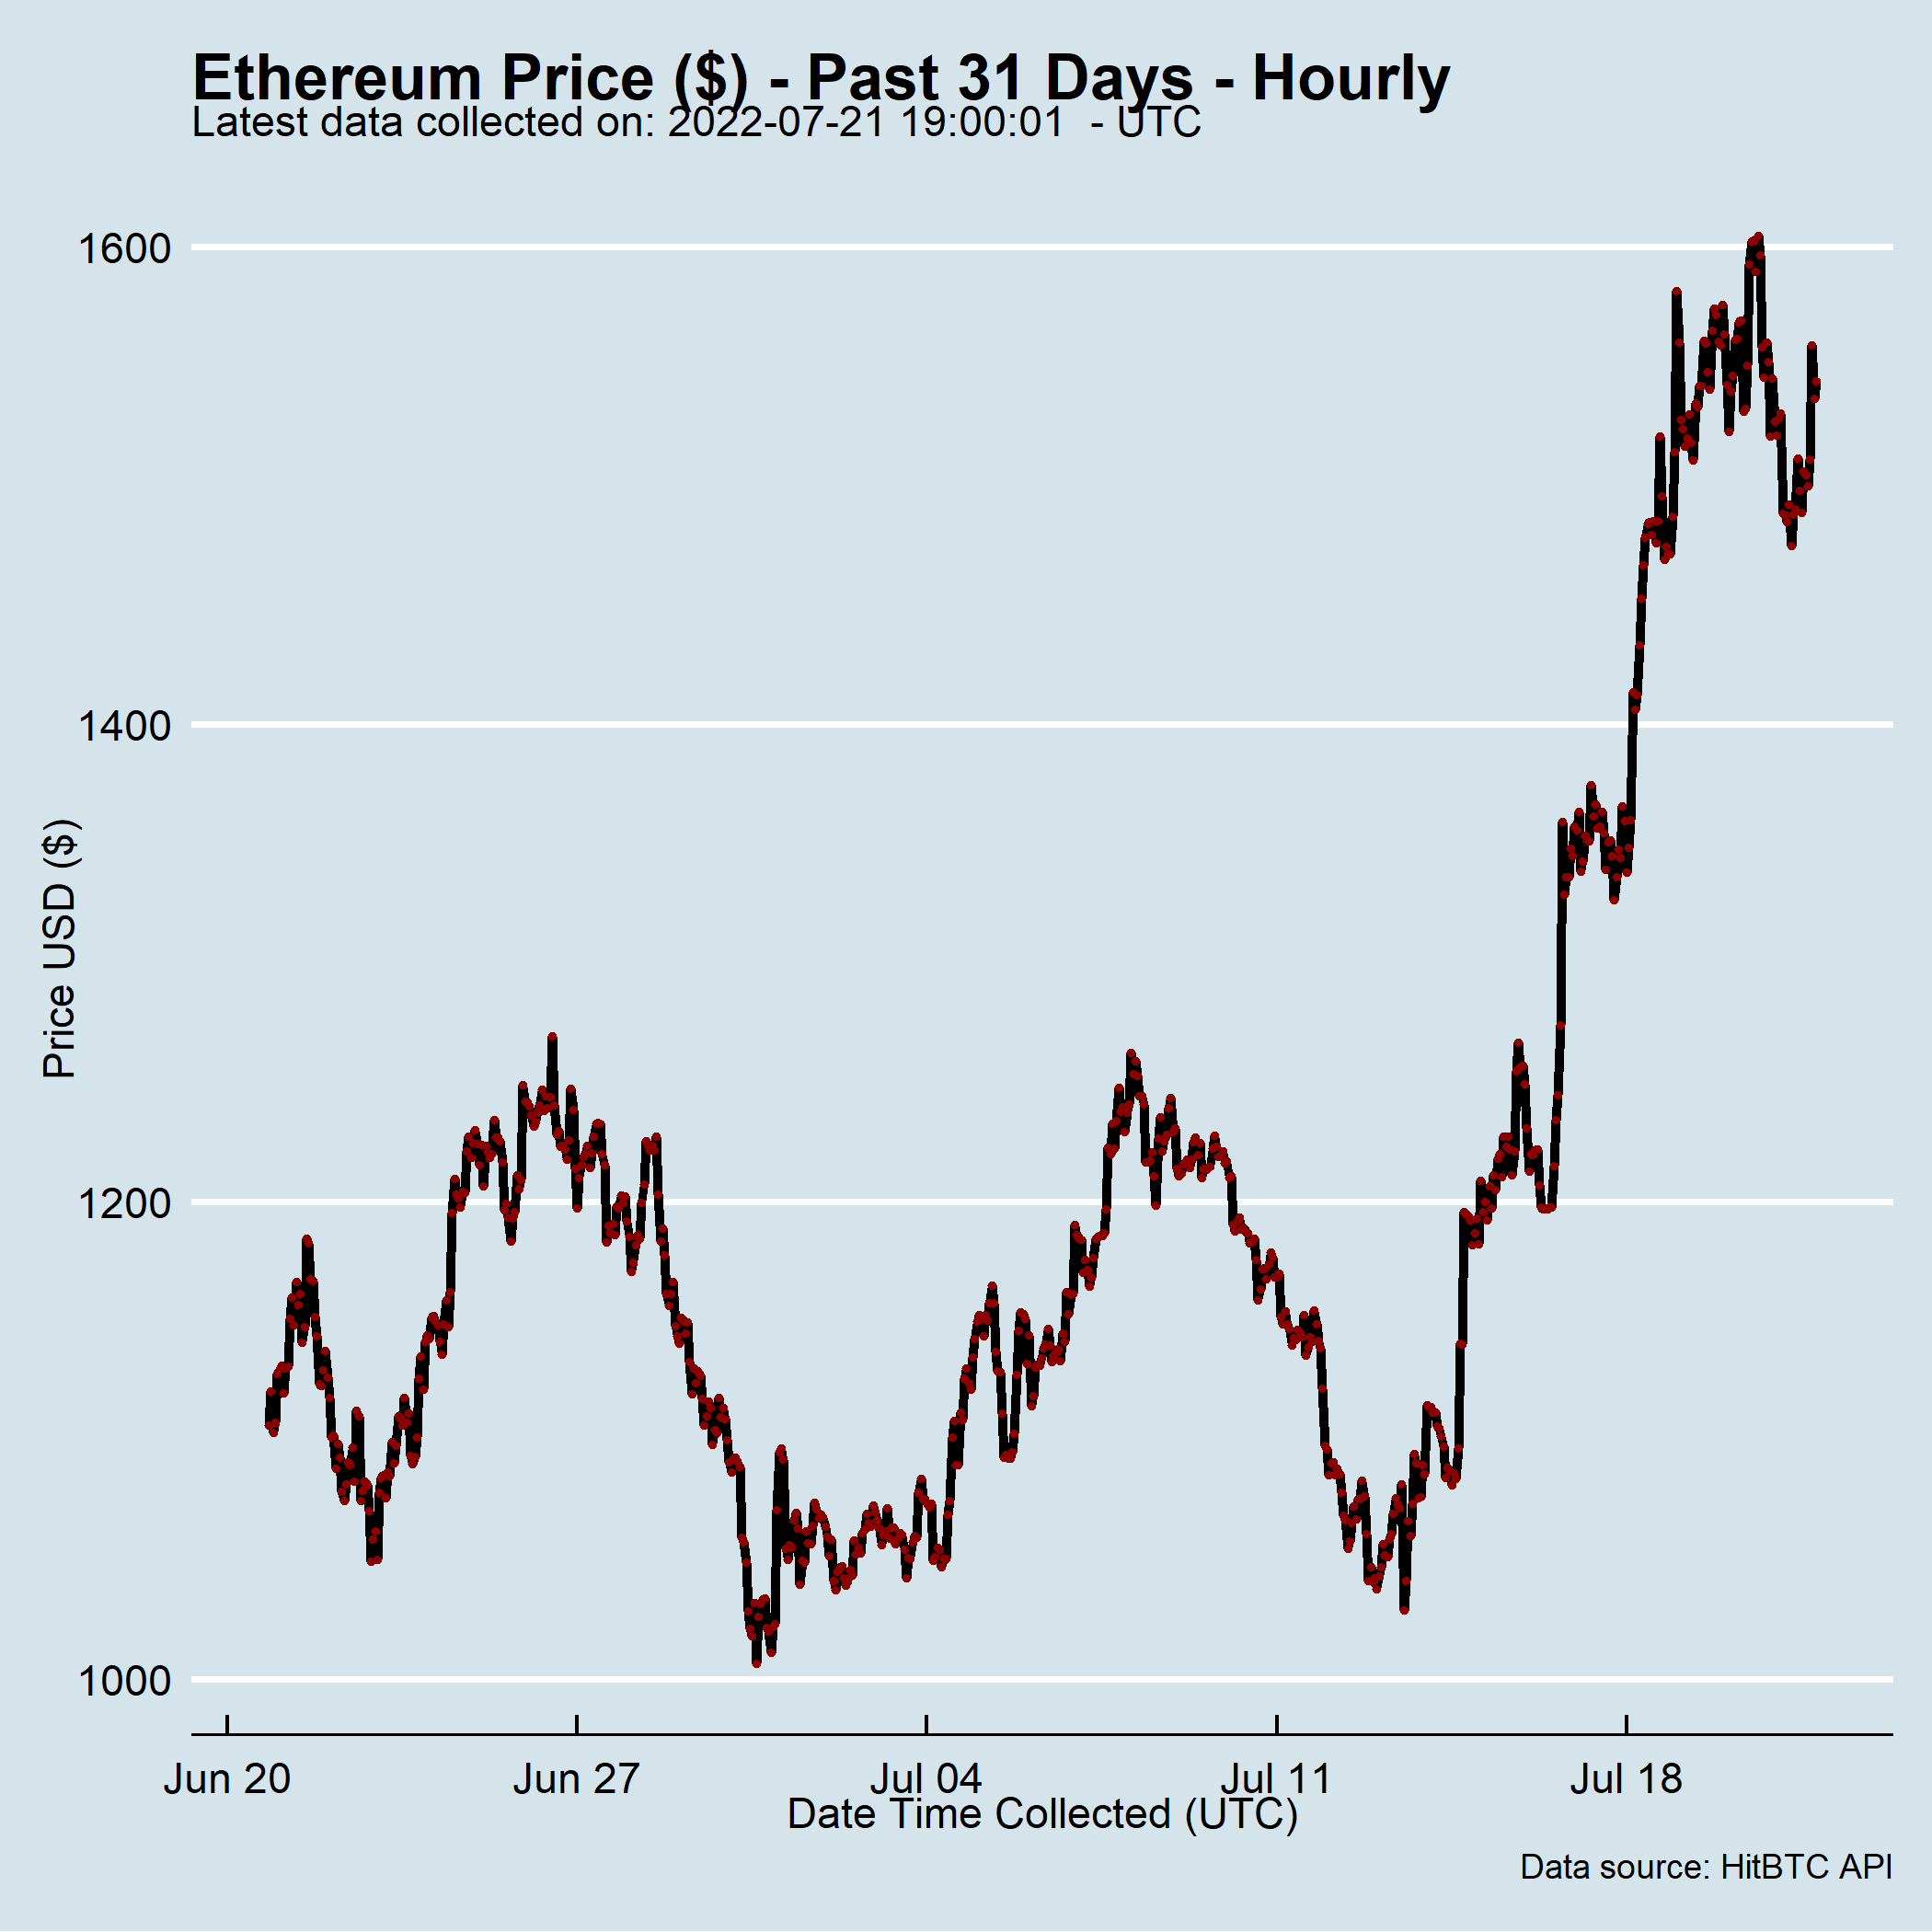 Ethereum Price ($) - Past 31 Days - Hourly
Latest data collected on: 2022-07-21 19:00:01  - UTC
1600
1400
1200
1000
Price USD ($)
Jun 20
Jun 27
Jul 04
Jul 11
Jul 18
Date Time Collected (UTC)
Data source: HitBTC API